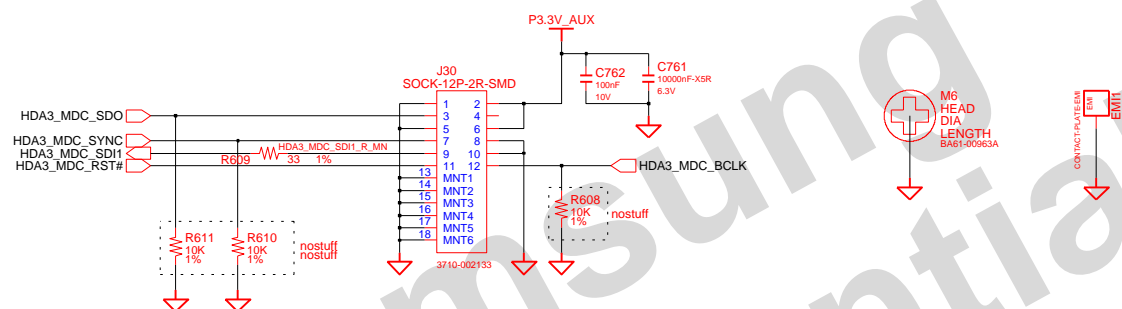 P3.3V_AUX
J30
SOCK-12P-2R-SMD
C762
100nF
10V
C761
10000nF-X5R
6.3V
HDA3_MDC_SDO
HDA3_MDC_SYNC
HDA3_MDC_SDI1
HDA3_MDC_RST#
R609
HDA3_MDC_SDI1_R_MN
33 1%
1 2
3 4
5 6
7 8
9 10
11 12
13 MNT1
14 MNT2
15 MNT3
16 MNT4
17 MNT5
18 MNT6
3710-002133
HDA3_MDC_BCLK
R608
10K
1%
nostuff
R611
10K
1%
R610
10K
1%
nostuff
nostuff
M6
HEAD
DIA
LENGTH
BA61-00963A
CONTACT-PLATE-EMI
EMI
EMI1
msung
ntia